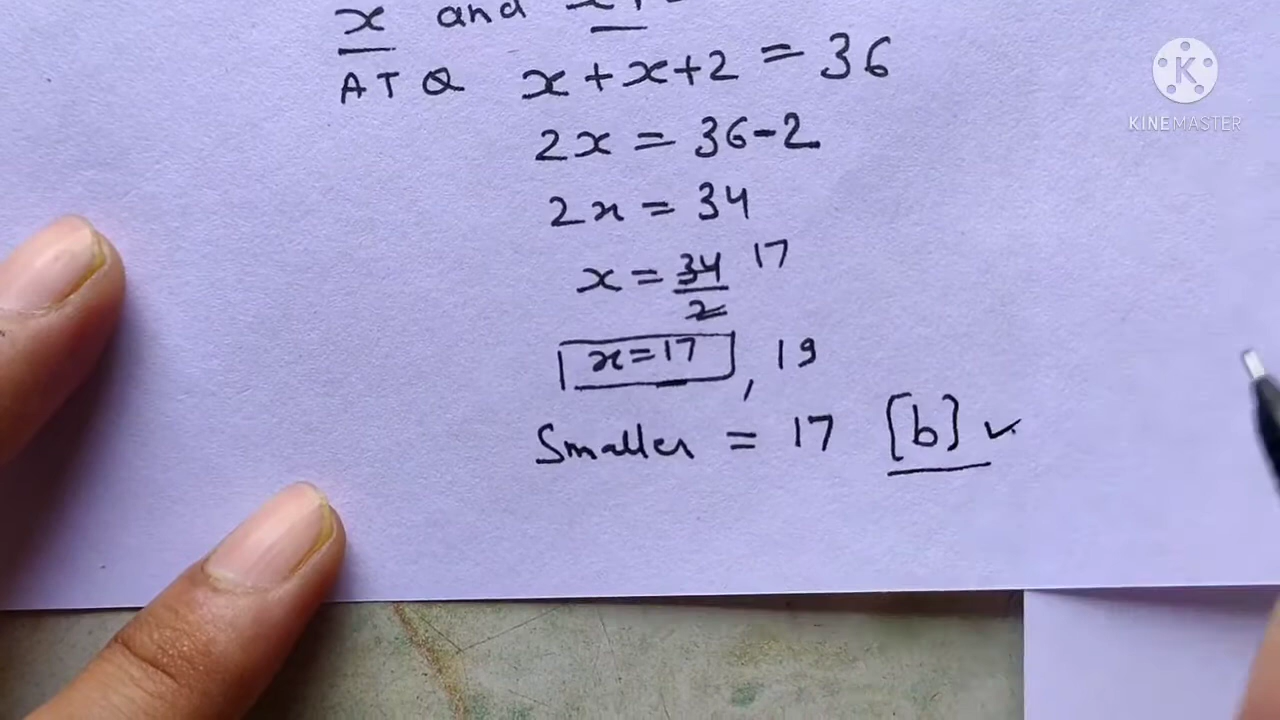 x and
ATQ x+x+2 = 36
2x = 36-2
2x = 34
x = 34/2 17
x=17 , 19
Smaller = 17 [b] ✓
K
KINEMASTER